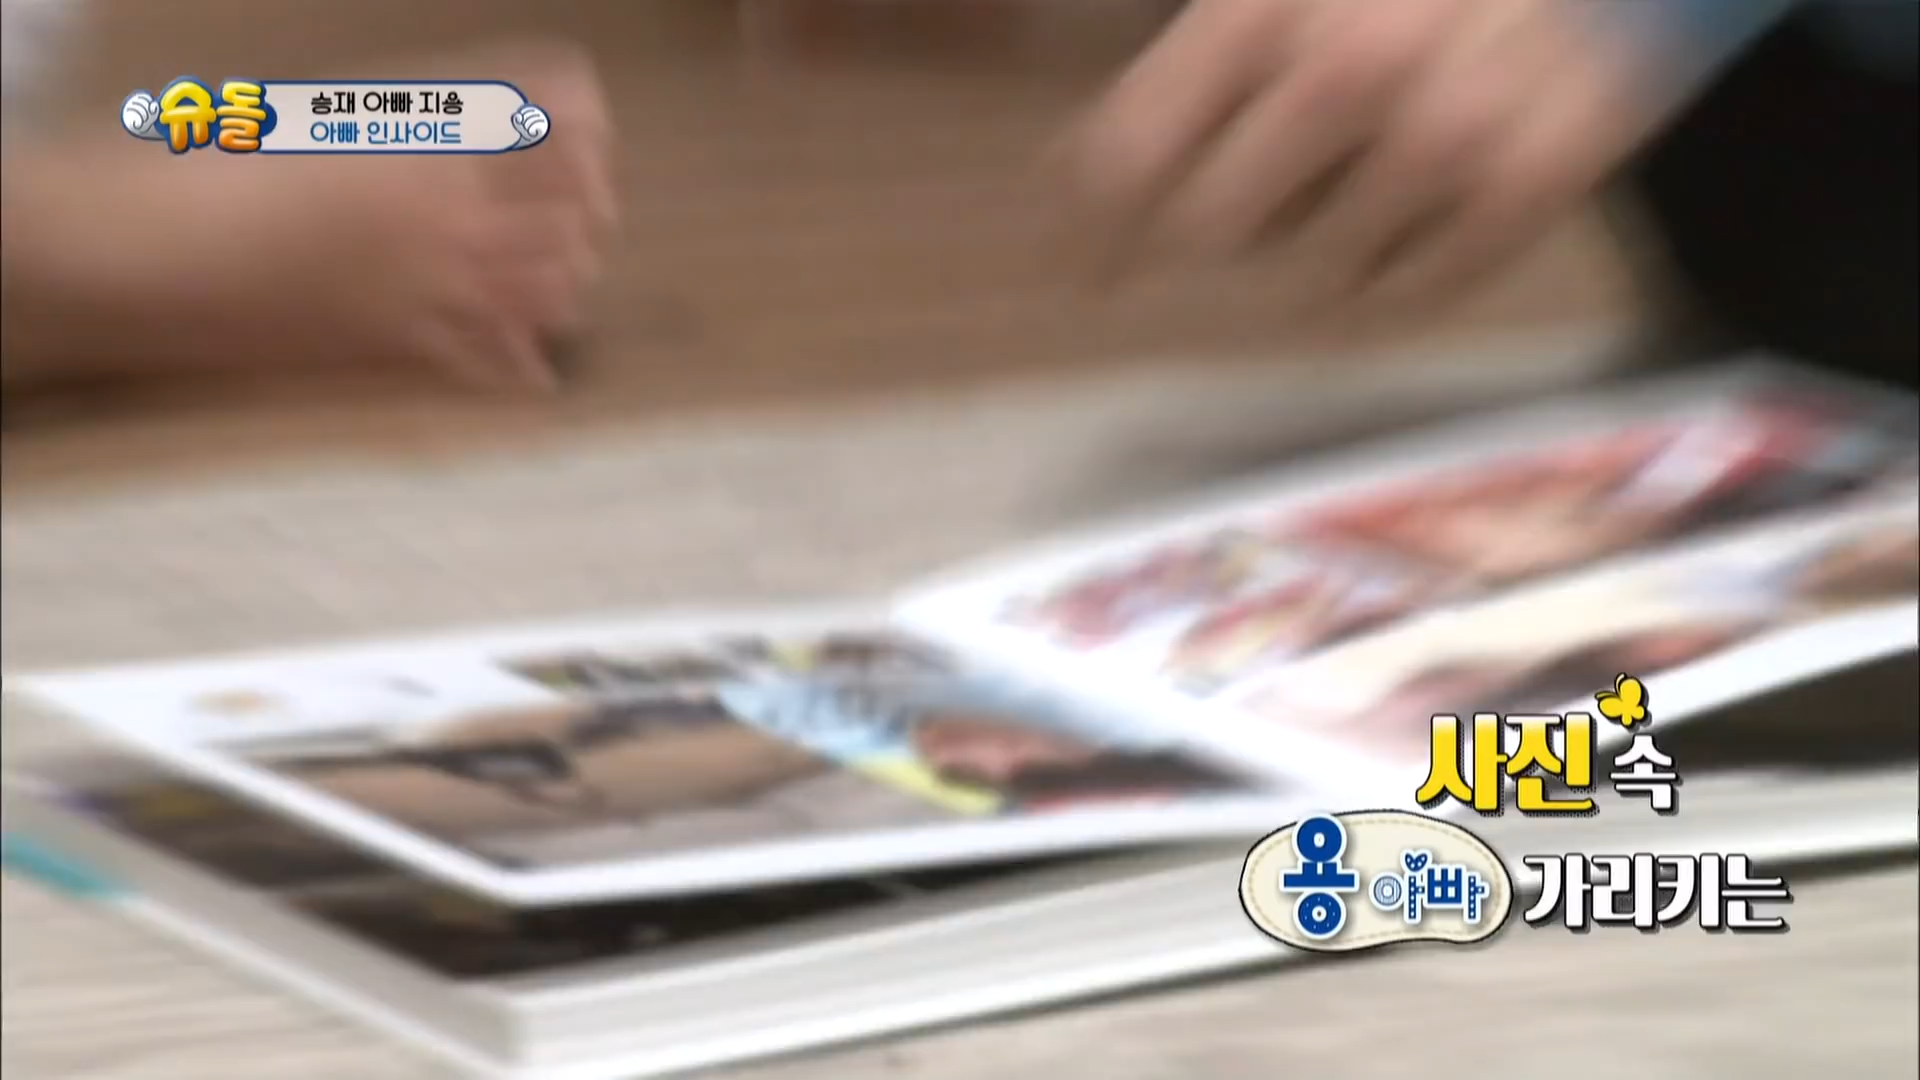 슈돌
승재 아빠 지용
아빠 인사이드
사진 속
용아빠 가리키는